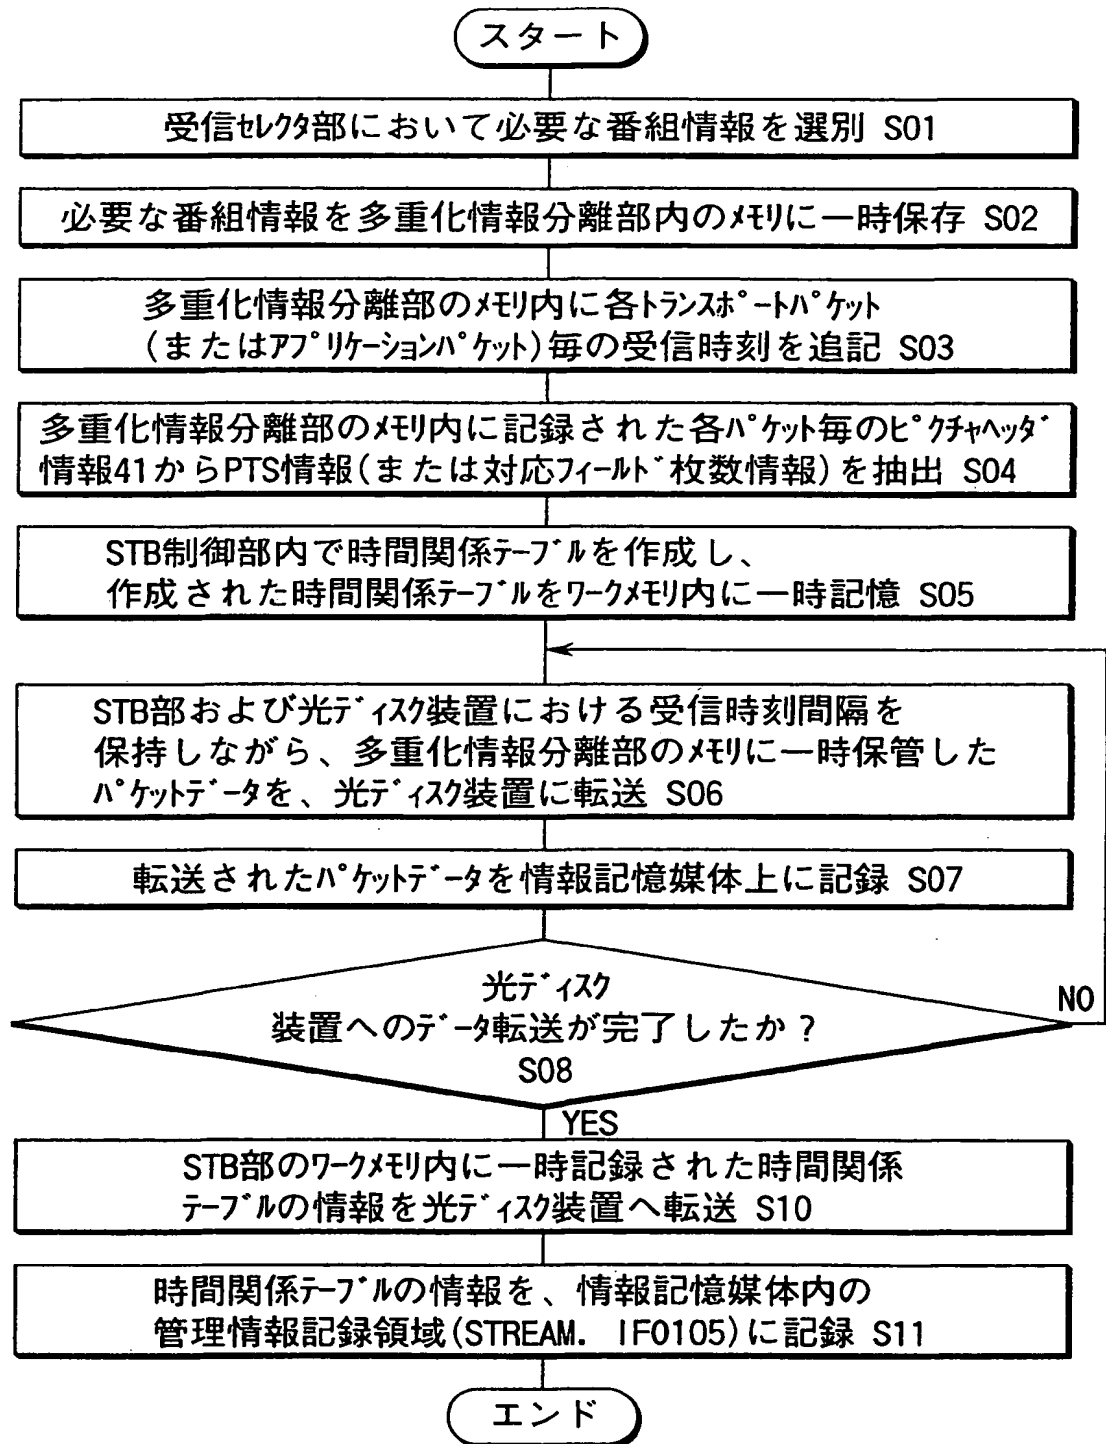 スタート
受信セレクタ部において必要な番組情報を選別 S01
必要な番組情報を多重化情報分離部内のメモリに一時保存 S02
多重化情報分離部のメモリ内に各トランスポートパケット
(またはアプリケーションパケット)毎の受信時刻を追記 S03
多重化情報分離部のメモリ内に記録された各パケット毎のピクチャヘッダ
情報41からPTS情報(または対応フィールド枚数情報)を抽出 S04
STB制御部内で時間関係テーブルを作成し、
作成された時間関係テーブルをワークメモリ内に一時記憶 S05
STB部および光ディスク装置における受信時刻間隔を
保持しながら、多重化情報分離部のメモリに一時保管した
パケットデータを、光ディスク装置に転送 S06
転送されたパケットデータを情報記憶媒体上に記録 S07
光ディスク
装置へのデータ転送が完了したか?
S08
NO
YES
STB部のワークメモリ内に一時記録された時間関係
テーブルの情報を光ディスク装置へ転送 S10
時間関係テーブルの情報を、情報記憶媒体内の
管理情報記録領域(STREAM. IFO105)に記録 S11
エンド